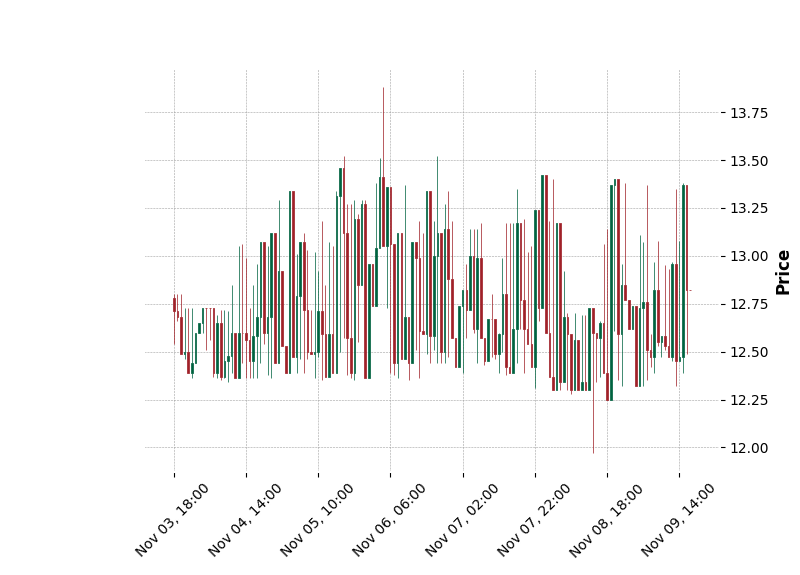 13.75
13.50
13.25
13.00
12.75
12.50
12.25
12.00
Price
Nov 03, 18:00
Nov 04, 14:00
Nov 05, 10:00
Nov 06, 06:00
Nov 07, 02:00
Nov 07, 22:00
Nov 08, 18:00
Nov 09, 14:00